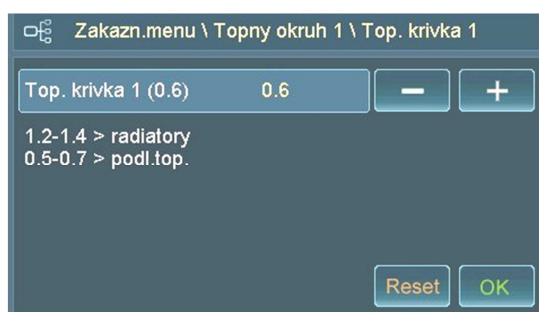 Zakazn.menu \ Topny okruh 1 \ Top. krivka 1
Top. krivka 1 (0.6) 0.6 − +
1.2-1.4 > radiatory
0.5-0.7 > podl.top.
Reset OK